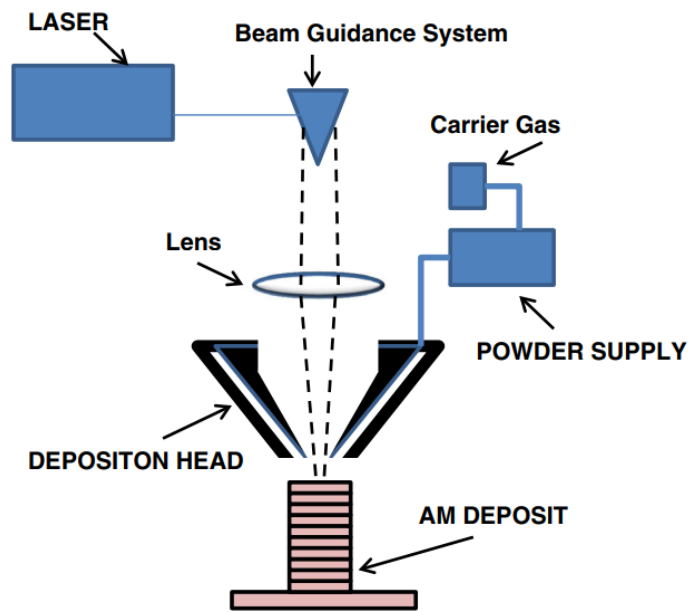 LASER
Beam Guidance System
Carrier Gas
Lens
POWDER SUPPLY
DEPOSITON HEAD
AM DEPOSIT